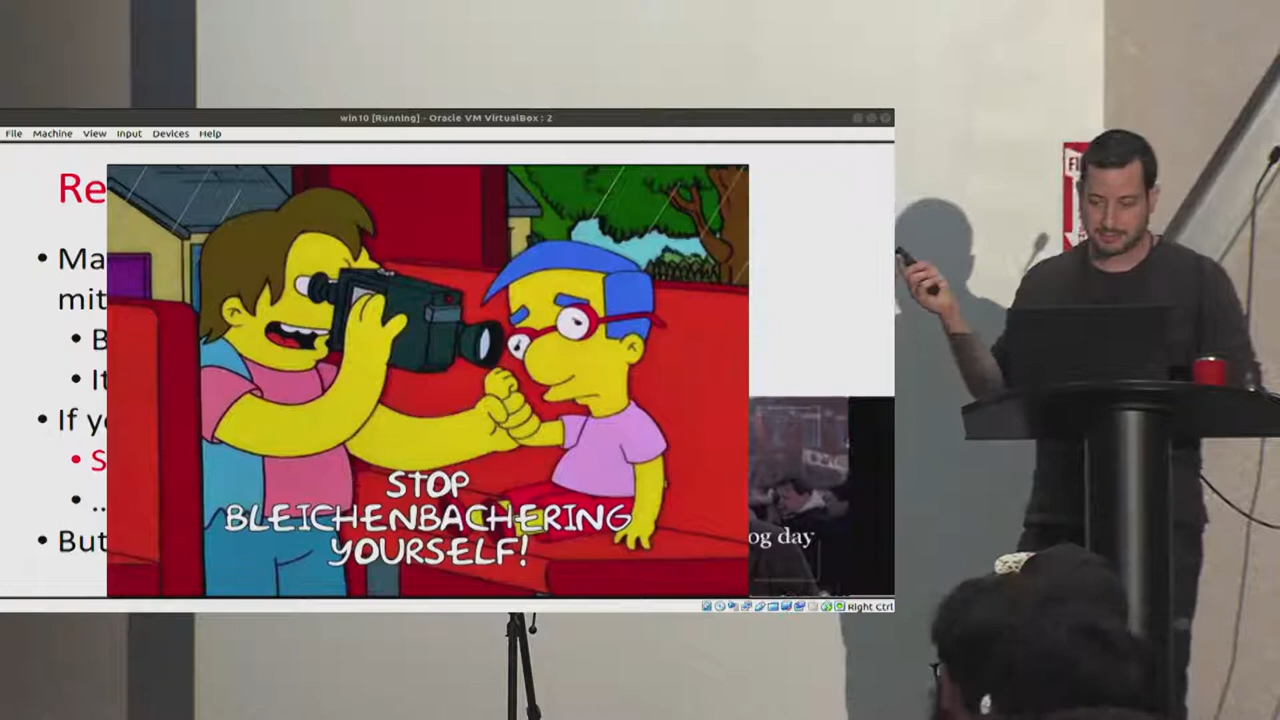 win10 [Running] - Oracle VM VirtualBox : 2
File Machine View Input Devices Help
Re
• Ma
mit
• B
• It
• If y
• S
• ..
• But
STOP
BLEICHENBACHERING
YOURSELF!
og day
Right Ctrl
FI